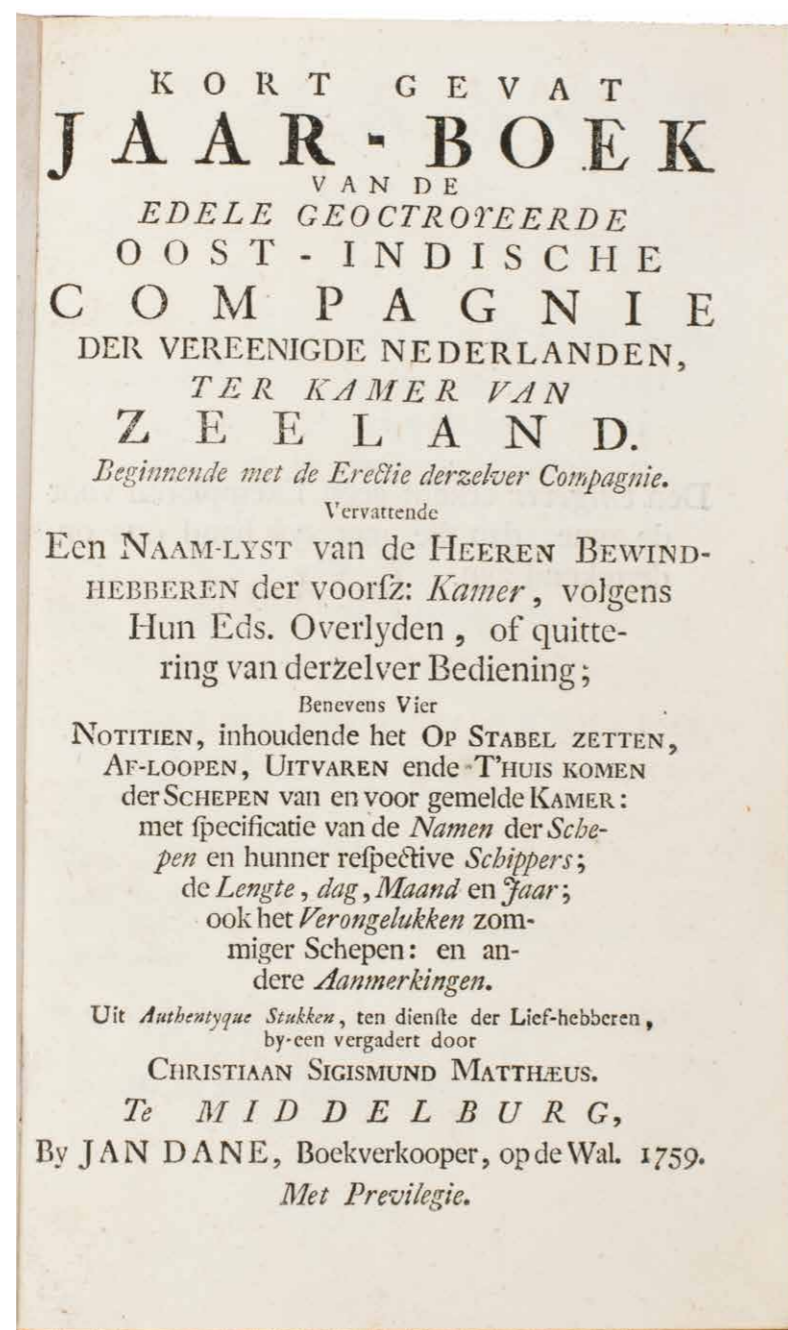 KORT GEVAT
JAAR-BOEK
VAN DE
EDELE GEOCTROYEERDE
OOST-INDISCHE
COMPAGNIE
DER VEREENIGDE NEDERLANDEN,
TER KAMER VAN
ZEELAND.
Beginnende met de Erectie derzelver Compagnie.
Vervattende
Een NAAM-LYST van de HEEREN BEWIND-
HEBBEREN der voorſz: Kamer, volgens
Hun Eds. Overlyden, of quitte-
ring van derzelver Bediening;
Benevens Vier
NOTITIEN, inhoudende het OP STABEL ZETTEN,
AF-LOOPEN, UITVAREN ende T'HUIS KOMEN
der SCHEPEN van en voor gemelde KAMER:
met ſpecificatie van de Namen der Sche-
pen en hunner reſpective Schippers;
de Lengte, dag, Maand en Jaar;
ook het Verongelukken zom-
miger Schepen: en an-
dere Aanmerkingen.
Uit Authentyque Stukken, ten dienſte der Lief-hebberen,
by-een vergadert door
CHRISTIAAN SIGISMUND MATTHÆUS.
Te MIDDELBURG,
By JAN DANE, Boekverkooper, op de Wal. 1759.
Met Previlegie.